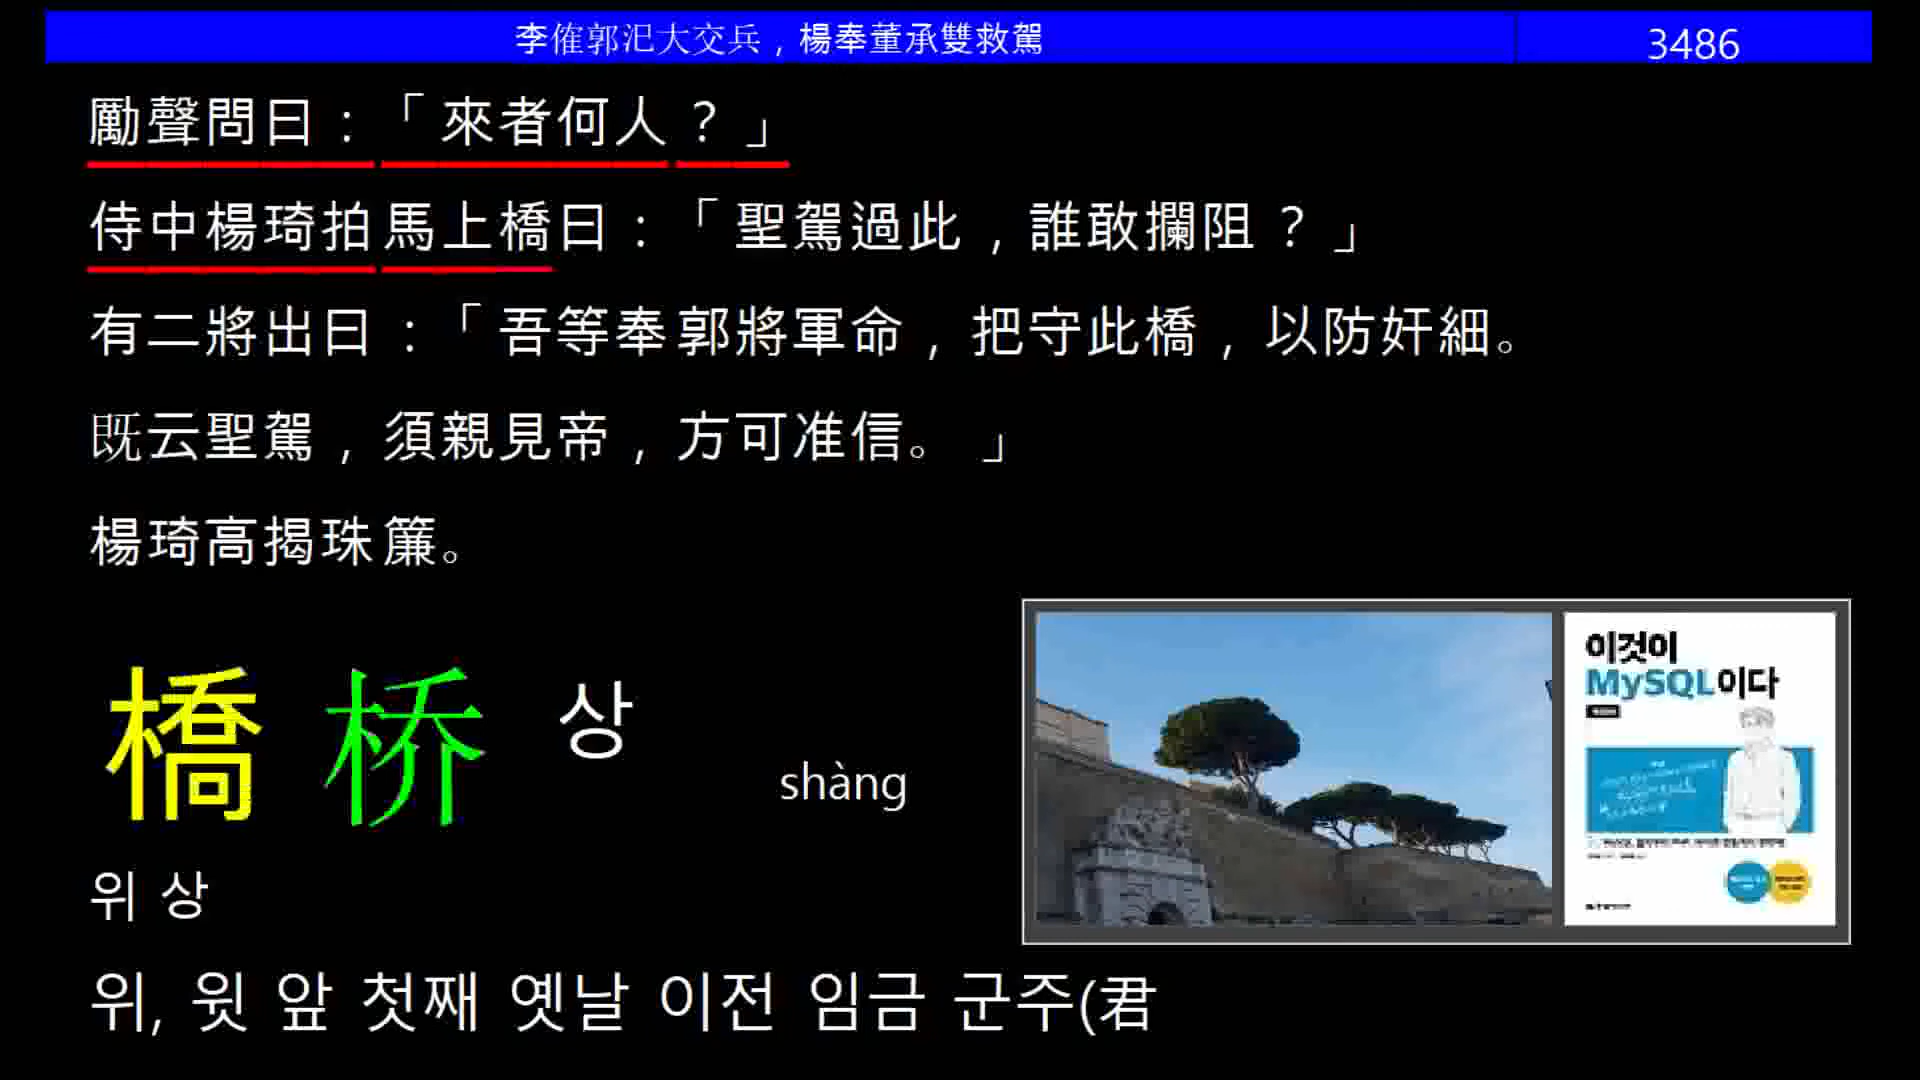 李傕郭汜大交兵，楊奉董承雙救駕
3486
勵聲問曰：「來者何人？」
侍中楊琦拍馬上橋曰：「聖駕過此，誰敢攔阻？」
有二將出曰：「吾等奉郭將軍命，把守此橋，以防奸細。
既云聖駕，須親見帝，方可准信。」
楊琦高揭珠簾。
橋 桥 상 shàng
위 상
위, 윗 앞 첫째 옛날 이전 임금 군주(君
이것이
MySQL이다